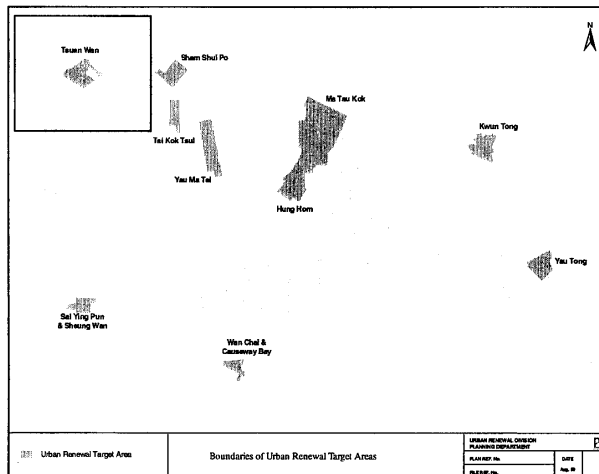 N
Tsuen Wan
Sham Shui Po
Ma Tau Kok
Kwun Tong
Tai Kok Tsui
Yau Ma Tei
Hung Hom
Yau Tong
Sai Ying Pun
& Sheung Wan
Wan Chai &
Causeway Bay
Urban Renewal Target Area
Boundaries of Urban Renewal Target Areas
URBAN RENEWAL DIVISION
PLANNING DEPARTMENT
PLAN REF. No.
DATE
FILE REF. No.
Aug. 99